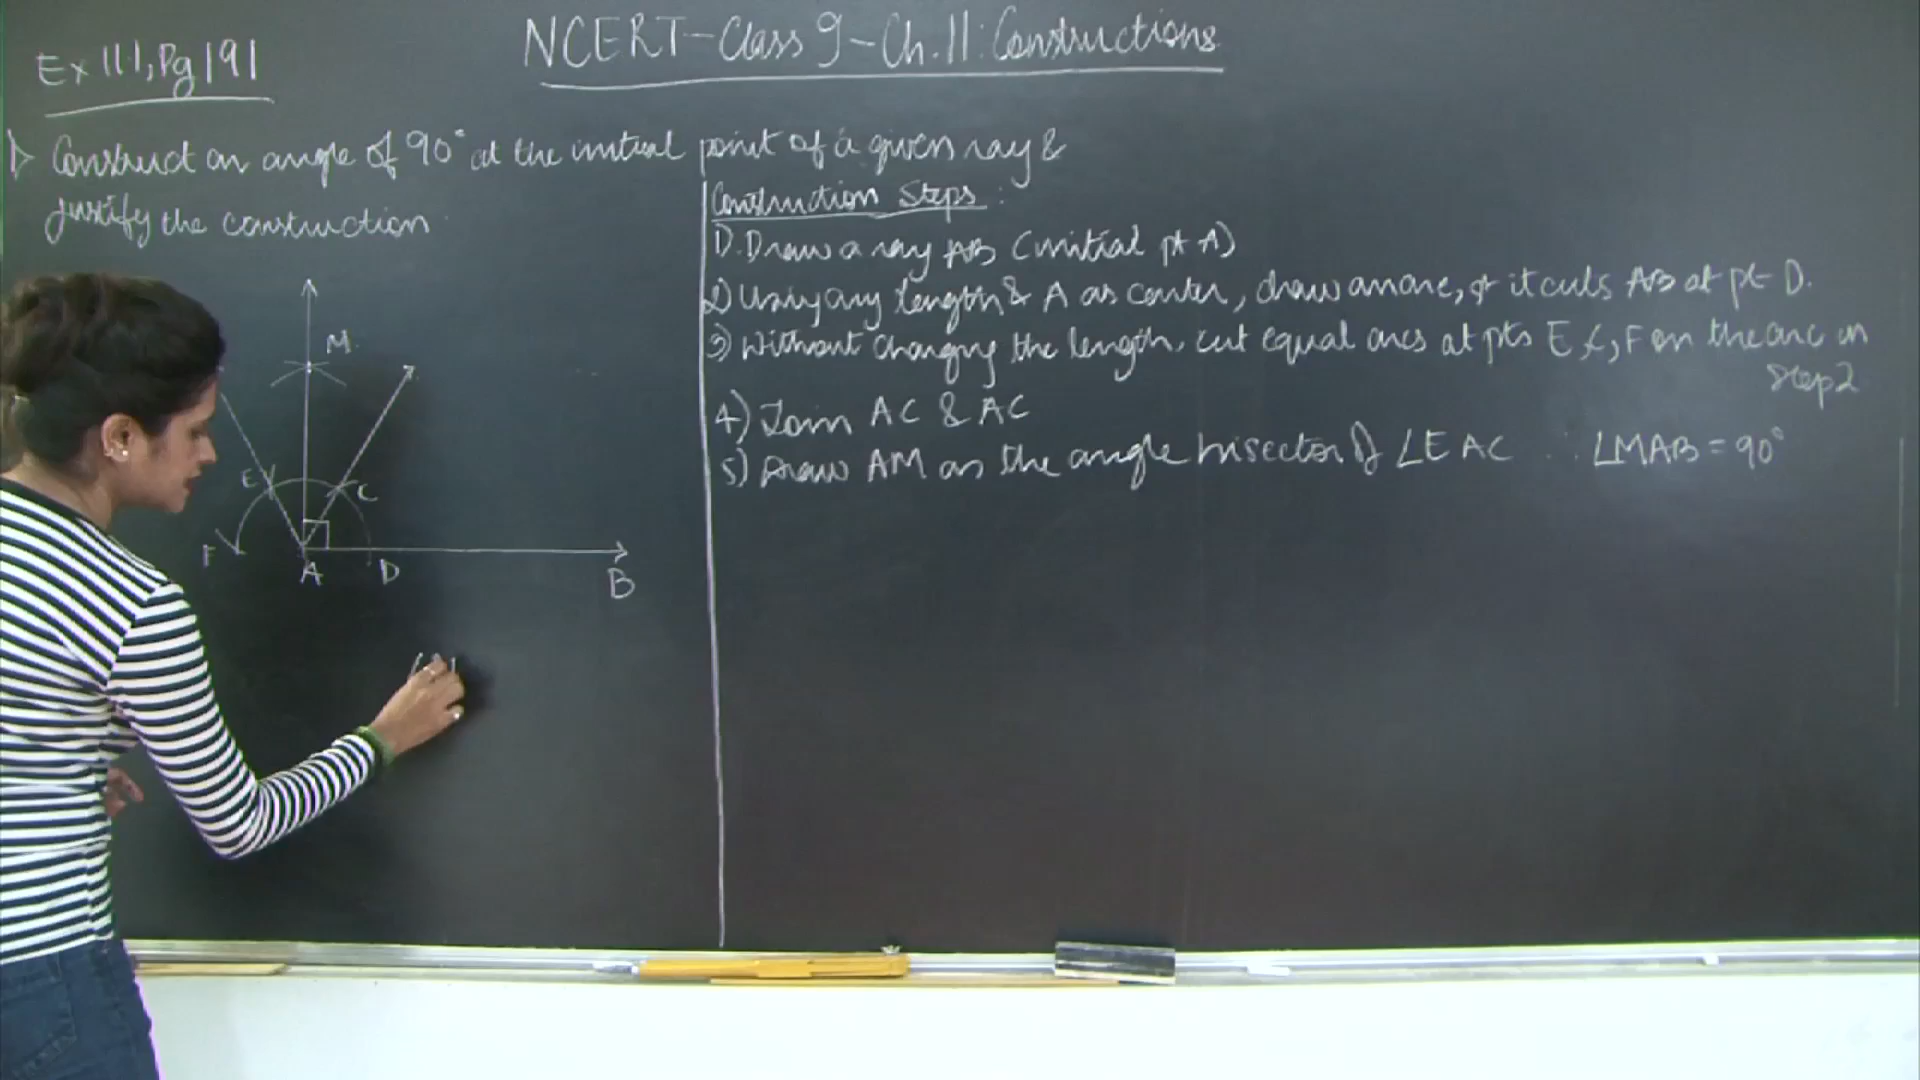 NCERT-Class 9-Ch.11: Constructions
Ex 11.1, Pg 191
1> Construct an angle of 90° at the initial point of a given ray &
justify the construction.
Construction Steps:
1). Draw a ray AB (initial pt A)
2) Using any length & A as center, draw an arc, it cuts AB at pt D.
3) Without changing the length, cut equal arcs at pts E, C, F on the arc in
step 2
4) Join AC & AC
5) Draw AM as the angle bisector of ∠EAC ∴ ∠MAB = 90°
M
E
C
F
A
D
B